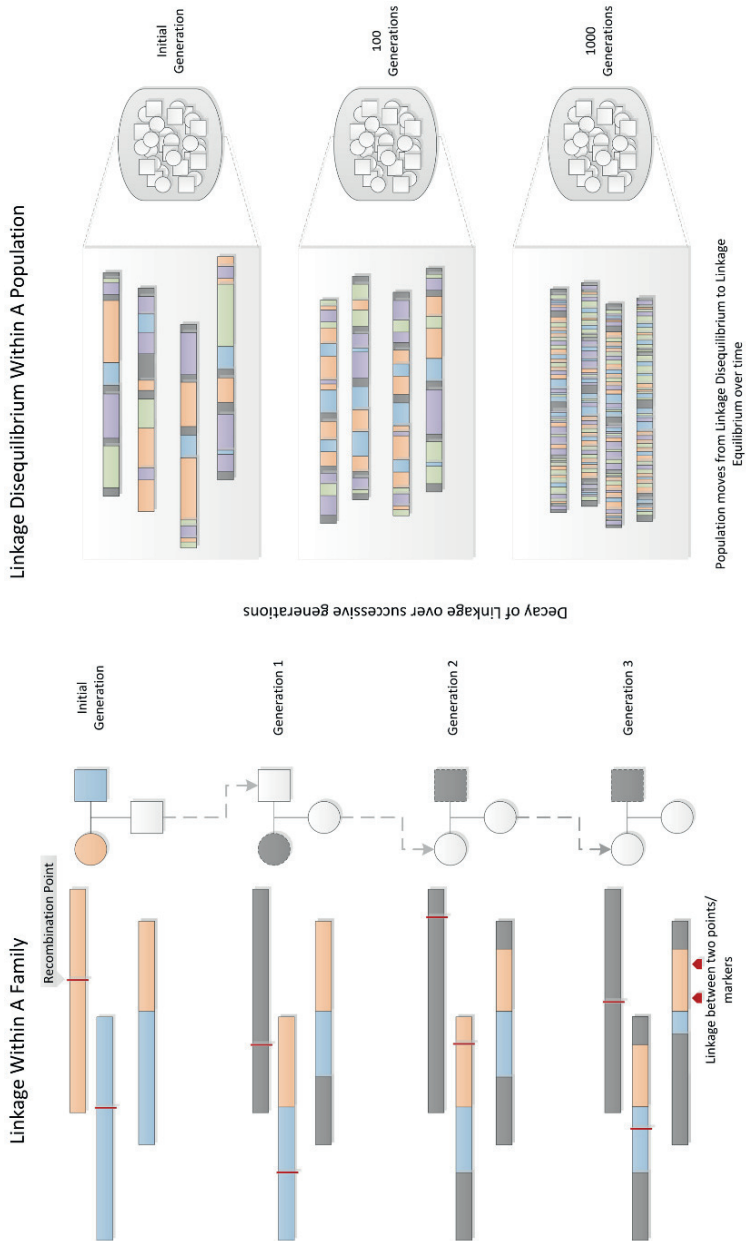 Linkage Within A Family
Recombination Point
Initial
Generation
Generation 1
Generation 2
Generation 3
Linkage between two points/
markers
Decay of Linkage over successive generations
Linkage Disequilibrium Within A Population
Initial
Generation
100
Generations
1000
Generations
Population moves from Linkage Disequilibrium to Linkage
Equilibrium over time